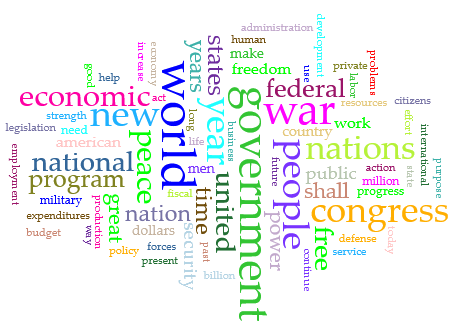 administration
human
development
economy
increase
years
states
make
freedom
private
problems
good
help
use
labor
economic
act
world
federal
resources
citizens
strength
new
year
long
government
war
effort
legislation
need
peace
business
country
work
american
life
people
nations
international
employment
national
men
future
public
action
state
purpose
program
fiscal
million
progress
military
great
production
nation
time
united
shall
congress
expenditures
power
free
way
dollars
security
today
budget
policy
forces
past
continue
defense
present
billion
service